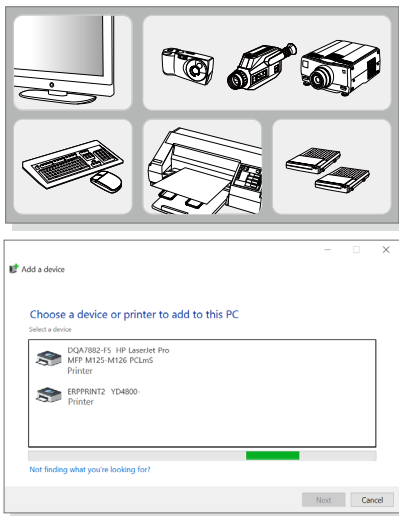 Add a device
Choose a device or printer to add to this PC
Select a device
DQA7882-F5 HP LaserJet Pro
MFP M125-M126 PCLmS
Printer
ERPPRINT2 YD4800-
Printer
Not finding what you're looking for?
Next Cancel